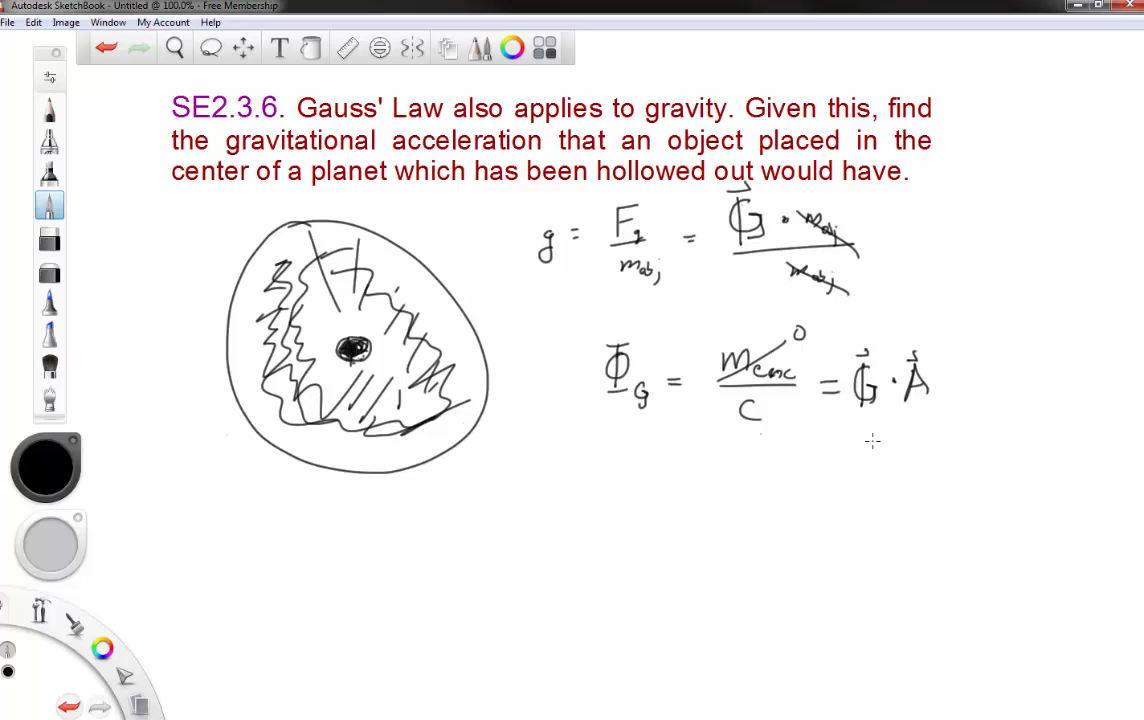 Autodesk SketchBook - Untitled @ 100.0% - Free Membership
File Edit Image Window My Account Help
T
SE2.3.6. Gauss' Law also applies to gravity. Given this, find
the gravitational acceleration that an object placed in the
center of a planet which has been hollowed out would have.
g = F_g / m_obj = G⃗ · m_obj / m_obj
Φ_G = m_enc / c = G⃗ · A⃗
0